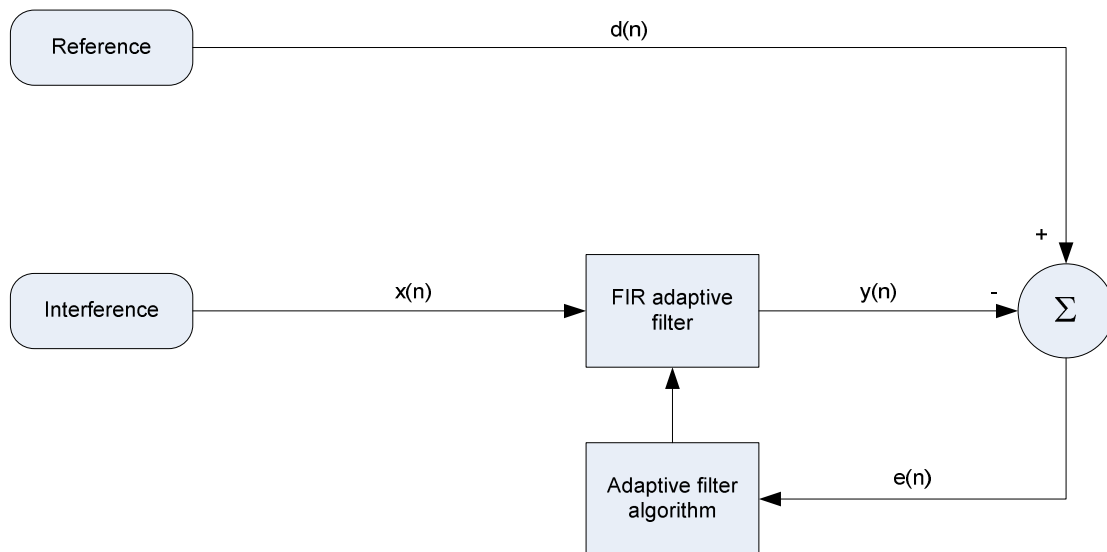 Reference
d(n)
+
Interference
x(n)
FIR adaptive
filter
y(n)
-
Σ
Adaptive filter
algorithm
e(n)